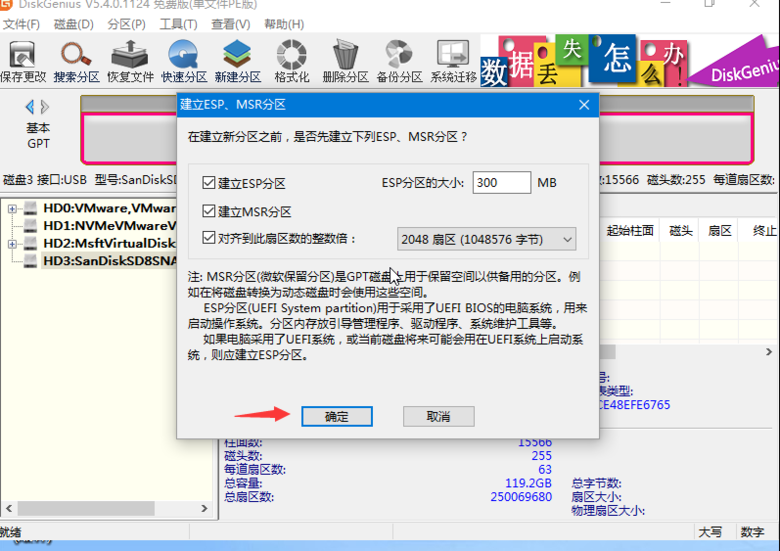 DiskGenius V5.4.0.1124 免费版(单文件PE版)
文件(F) 磁盘(D) 分区(P) 工具(T) 查看(V) 帮助(H)
保存更改 搜索分区 恢复文件 快速分区 新建分区 格式化 删除分区 备份分区 系统迁移
数据丢失怎么办!
DiskGenius
基本
GPT
磁盘3 接口:USB 型号:SanDiskSD
:15566 磁头数:255 每道扇区数:
建立ESP、MSR分区
在建立新分区之前，是否先建立下列ESP、MSR分区？
建立ESP分区 ESP分区的大小: 300 MB
建立MSR分区
对齐到此扇区数的整数倍： 2048 扇区 (1048576 字节)
注: MSR分区(微软保留分区)是GPT磁盘上用于保留空间以供备用的分区。例
如在将磁盘转换为动态磁盘时会使用这些空间。
ESP分区(UEFI System partition)用于采用了UEFI BIOS的电脑系统，用来
启动操作系统。分区内存放引导管理程序、驱动程序、系统维护工具等。
如果电脑采用了UEFI系统，或当前磁盘将来可能会用在UEFI系统上启动系
统，则应建立ESP分区。
确定 取消
HD0:VMware,VMwar
HD1:NVMeVMwareV
HD2:MsftVirtualDisk
HD3:SanDiskSD8SNA
起始柱面 磁头 扇区 终止
号:
表类型:
CE48EFE6765
柱面数: 15566
磁头数: 255
每道扇区数: 63
总容量: 119.2GB 总字节数:
总扇区数: 250069680 扇区大小:
物理扇区大小:
就绪 大写 数字